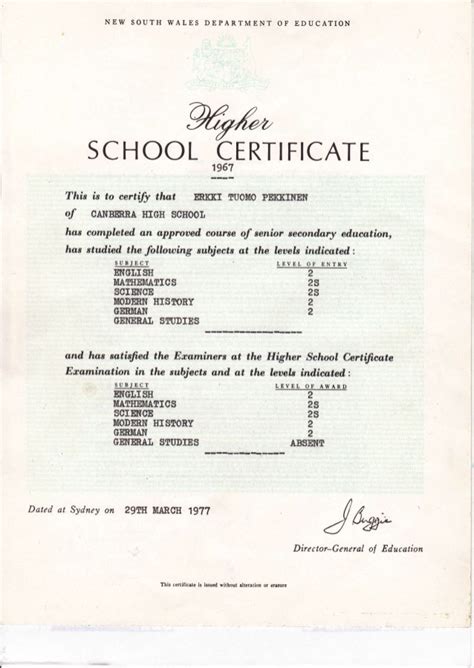 NEW SOUTH WALES DEPARTMENT OF EDUCATION
Higher
SCHOOL CERTIFICATE
1967
This is to certify that ERKKI TUOMO PEKKINEN
of CANBERRA HIGH SCHOOL
has completed an approved course of senior secondary education,
has studied the following subjects at the levels indicated:
SUBJECT LEVEL OF ENTRY
ENGLISH 2
MATHEMATICS 2S
SCIENCE 2S
MODERN HISTORY 2
GERMAN 2
GENERAL STUDIES
and has satisfied the Examiners at the Higher School Certificate
Examination in the subjects and at the levels indicated:
SUBJECT LEVEL OF AWARD
ENGLISH 2
MATHEMATICS 2S
SCIENCE 2S
MODERN HISTORY 2
GERMAN 2
GENERAL STUDIES ABSENT
Dated at Sydney on 29TH MARCH 1977
J Buggie
Director-General of Education
This certificate is issued without alteration or erasure